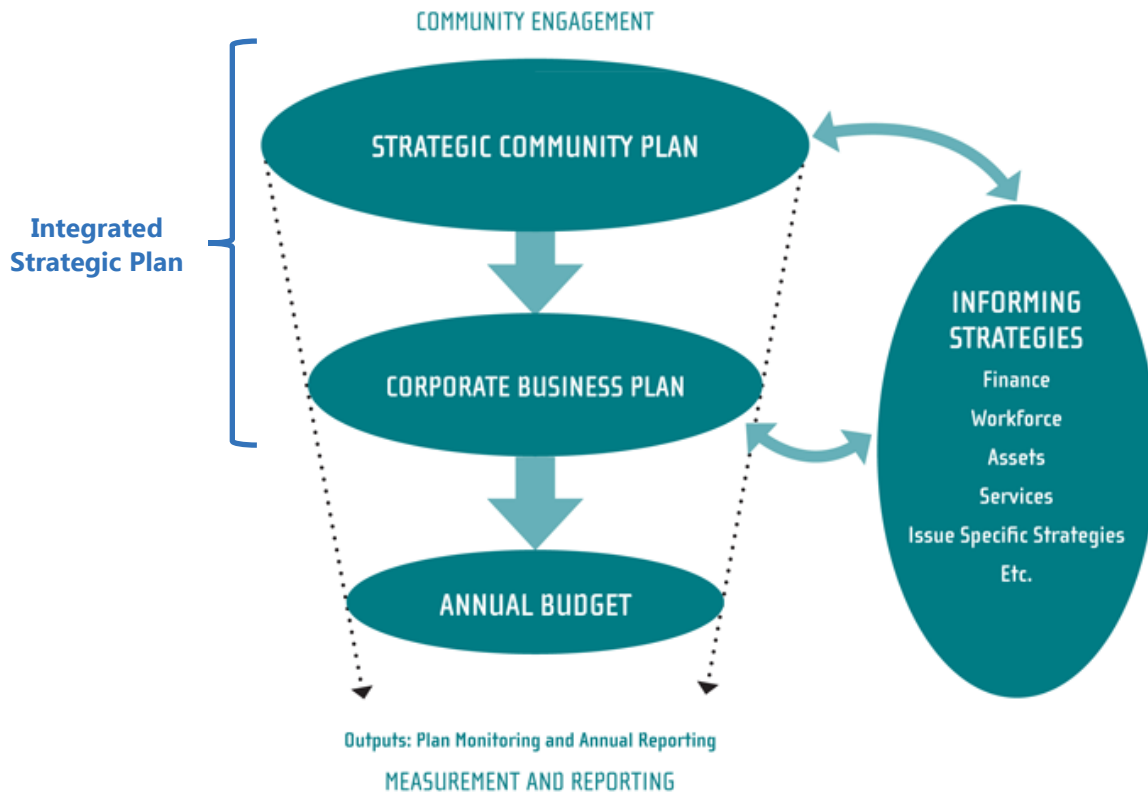 COMMUNITY ENGAGEMENT
STRATEGIC COMMUNITY PLAN
Integrated
Strategic Plan
CORPORATE BUSINESS PLAN
ANNUAL BUDGET
INFORMING
STRATEGIES
Finance
Workforce
Assets
Services
Issue Specific Strategies
Etc.
Outputs: Plan Monitoring and Annual Reporting
MEASUREMENT AND REPORTING